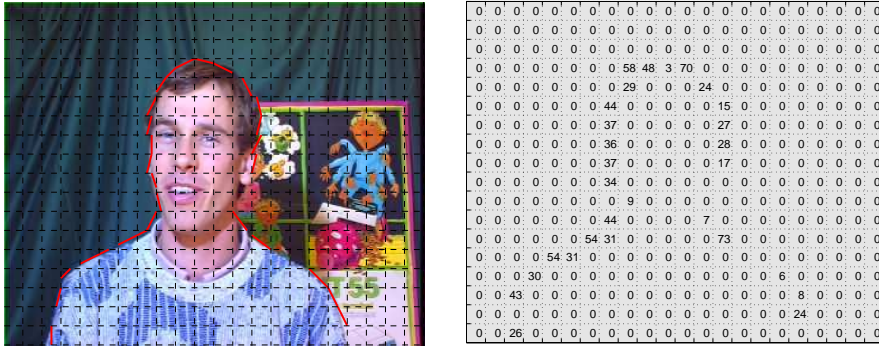 T 55
0 0 0 0 0 0 0 0 0 0 0 0 0 0 0 0 0 0 0 0 0 0
0 0 0 0 0 0 0 0 0 0 0 0 0 0 0 0 0 0 0 0 0 0
0 0 0 0 0 0 0 0 0 0 0 0 0 0 0 0 0 0 0 0 0 0
0 0 0 0 0 0 0 0 58 48 3 70 0 0 0 0 0 0 0 0 0 0
0 0 0 0 0 0 0 0 29 0 0 0 24 0 0 0 0 0 0 0 0 0
0 0 0 0 0 0 0 44 0 0 0 0 0 15 0 0 0 0 0 0 0 0
0 0 0 0 0 0 0 37 0 0 0 0 0 27 0 0 0 0 0 0 0 0
0 0 0 0 0 0 0 36 0 0 0 0 0 28 0 0 0 0 0 0 0 0
0 0 0 0 0 0 0 37 0 0 0 0 0 17 0 0 0 0 0 0 0 0
0 0 0 0 0 0 0 34 0 0 0 0 0 0 0 0 0 0 0 0 0 0
0 0 0 0 0 0 0 0 9 0 0 0 0 0 0 0 0 0 0 0 0 0
0 0 0 0 0 0 0 44 0 0 0 0 7 0 0 0 0 0 0 0 0 0
0 0 0 0 0 0 54 31 0 0 0 0 0 73 0 0 0 0 0 0 0 0
0 0 0 0 54 31 0 0 0 0 0 0 0 0 0 0 0 0 0 0 0 0
0 0 0 30 0 0 0 0 0 0 0 0 0 0 0 0 6 0 0 0 0 0
0 0 43 0 0 0 0 0 0 0 0 0 0 0 0 0 0 8 0 0 0 0
0 0 0 0 0 0 0 0 0 0 0 0 0 0 0 0 0 24 0 0 0 0
0 0 26 0 0 0 0 0 0 0 0 0 0 0 0 0 0 0 0 0 0 0